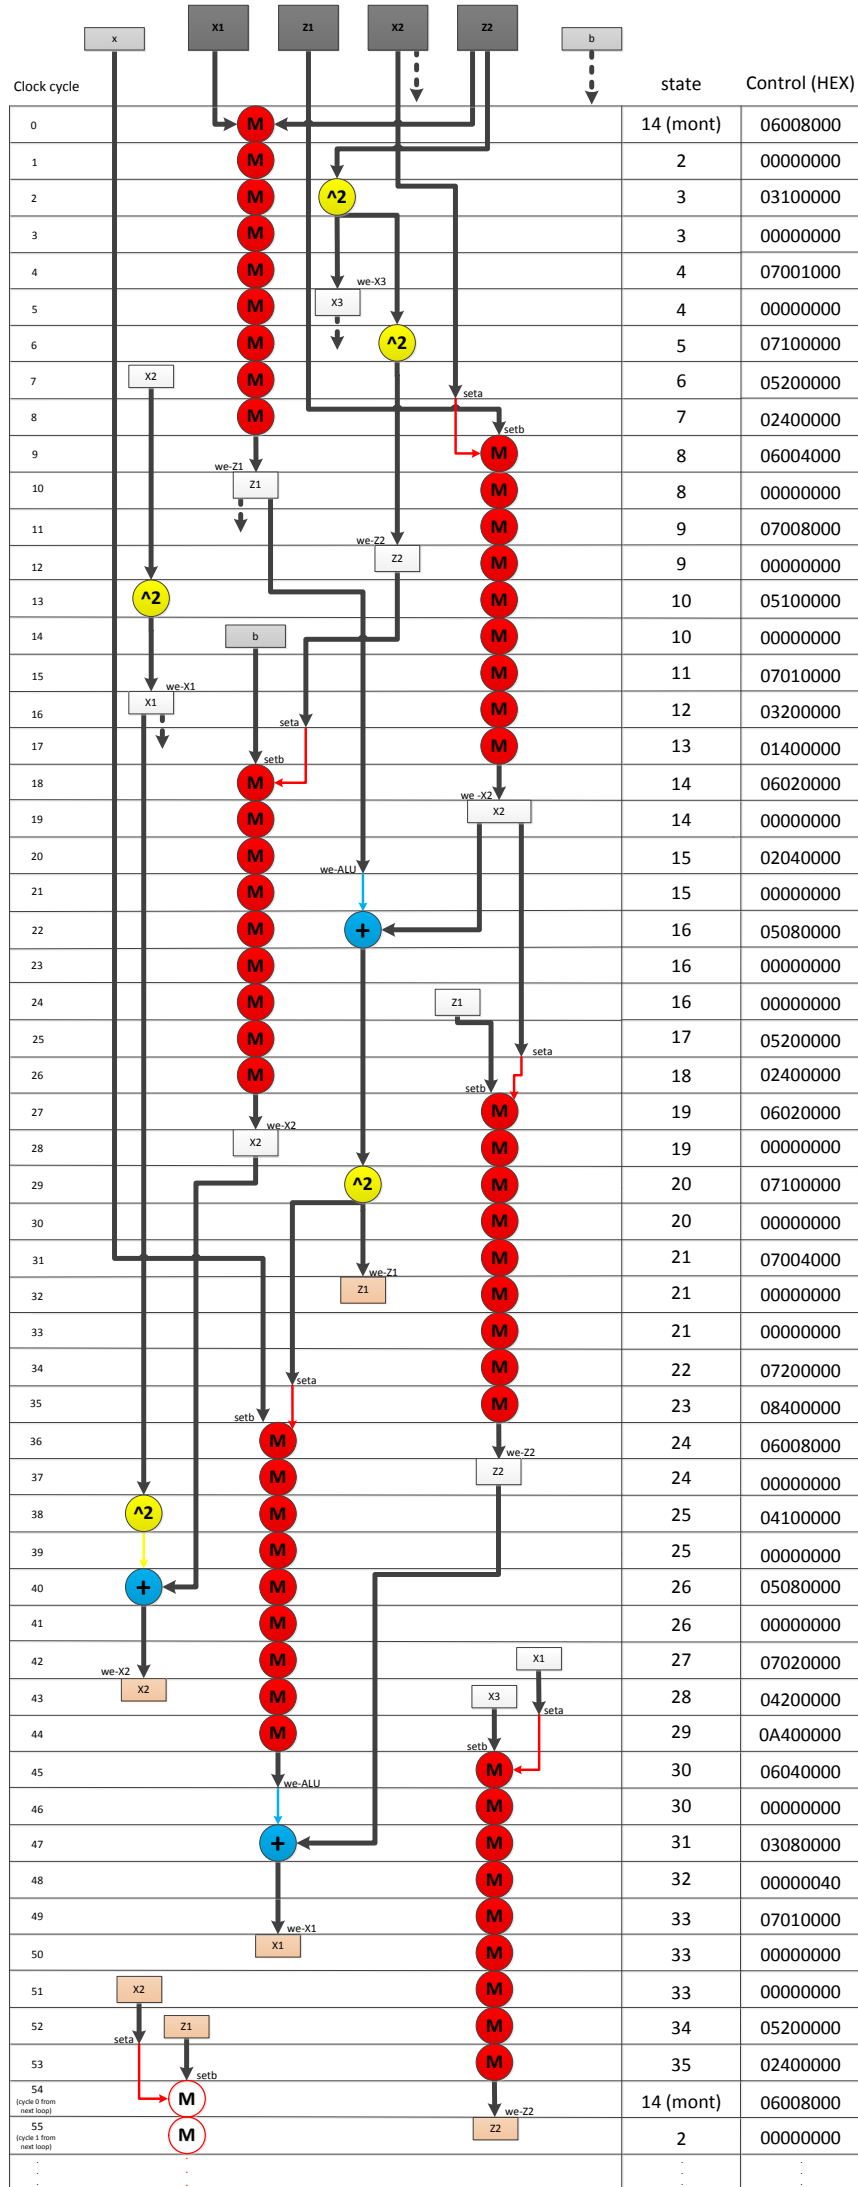 x X1 Z1 X2 Z2 b
Clock cycle state Control (HEX)
0 M 14 (mont) 06008000
1 M 2 00000000
2 M ^2 3 03100000
3 M 3 00000000
we-X3
4 M 4 07001000
5 M X3 4 00000000
6 M ^2 5 07100000
7 X2 M 6 05200000
seta
8 M 7 02400000
setb
9 M 8 06004000
we-Z1
10 Z1 M 8 00000000
11 M 9 07008000
we-Z2
12 Z2 M 9 00000000
13 ^2 M 10 05100000
14 b M 10 00000000
15 M 11 07010000
we-X1
16 X1 M 12 03200000
seta
17 M 13 01400000
setb
18 M 14 06020000
we -X2
19 M X2 14 00000000
20 M 15 02040000
we-ALU
21 M 15 00000000
22 M + 16 05080000
23 M 16 00000000
24 M Z1 16 00000000
25 M 17 05200000
seta
26 M 18 02400000
setb
27 M 19 06020000
we-X2
28 X2 M 19 00000000
29 ^2 M 20 07100000
30 M 20 00000000
31 M 21 07004000
we-Z1
32 Z1 M 21 00000000
33 M 21 00000000
34 M 22 07200000
seta
35 M 23 08400000
setb
36 M 24 06008000
we-Z2
37 M Z2 24 00000000
38 ^2 M 25 04100000
39 M 25 00000000
40 + M 26 05080000
41 M 26 00000000
42 M X1 27 07020000
we-X2
43 X2 M X3 28 04200000
seta
44 M 29 0A400000
setb
45 M 30 06040000
we-ALU
46 M 30 00000000
47 + M 31 03080000
48 M 32 00000040
49 M 33 07010000
we-X1
50 X1 M 33 00000000
51 X2 M 33 00000000
52 Z1 M 34 05200000
seta
53 M 35 02400000
setb
54 M 14 (mont) 06008000
(cycle 0 from
next loop)
we-Z2
55 M Z2 2 00000000
(cycle 1 from
next loop)